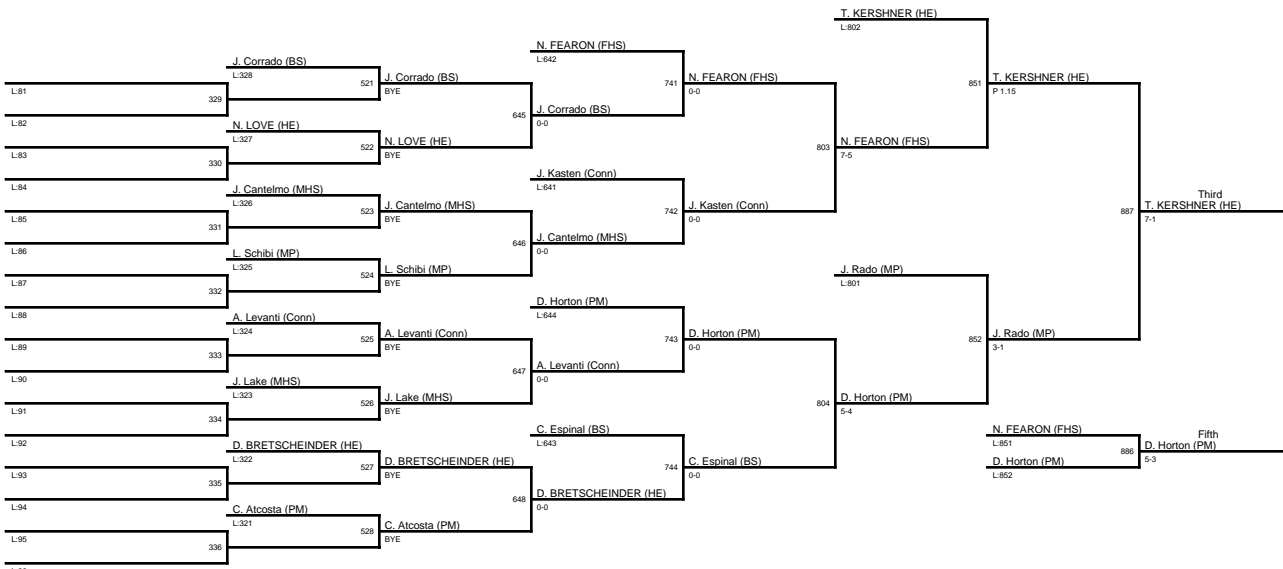 T. KERSHNER (HE)
L:802
N. FEARON (FHS)
L:642
J. Corrado (BS)
L:328
521
J. Corrado (BS)
BYE
741
N. FEARON (FHS)
0-0
851
T. KERSHNER (HE)
P 1.15
L:81
329
645
J. Corrado (BS)
0-0
L:82
N. LOVE (HE)
L:327
522
N. LOVE (HE)
BYE
803
N. FEARON (FHS)
7-5
L:83
330
J. Kasten (Conn)
L:641
L:84
J. Cantelmo (MHS)
L:326
523
J. Cantelmo (MHS)
BYE
742
J. Kasten (Conn)
0-0
887
Third
T. KERSHNER (HE)
7-1
L:85
331
646
J. Cantelmo (MHS)
0-0
L:86
L. Schibi (MP)
L:325
524
L. Schibi (MP)
BYE
J. Rado (MP)
L:801
L:87
332
D. Horton (PM)
L:644
L:88
A. Levanti (Conn)
L:324
525
A. Levanti (Conn)
BYE
743
D. Horton (PM)
0-0
852
J. Rado (MP)
3-1
L:89
333
647
A. Levanti (Conn)
0-0
L:90
J. Lake (MHS)
L:323
526
J. Lake (MHS)
BYE
804
D. Horton (PM)
5-4
L:91
334
C. Espinal (BS)
L:643
N. FEARON (FHS)
L:851
Fifth
886
D. Horton (PM)
5-3
L:92
D. BRETSCHEINDER (HE)
L:322
527
D. BRETSCHEINDER (HE)
BYE
744
C. Espinal (BS)
0-0
D. Horton (PM)
L:852
L:93
335
648
D. BRETSCHEINDER (HE)
0-0
L:94
C. Atcosta (PM)
L:321
528
C. Atcosta (PM)
BYE
L:95
336